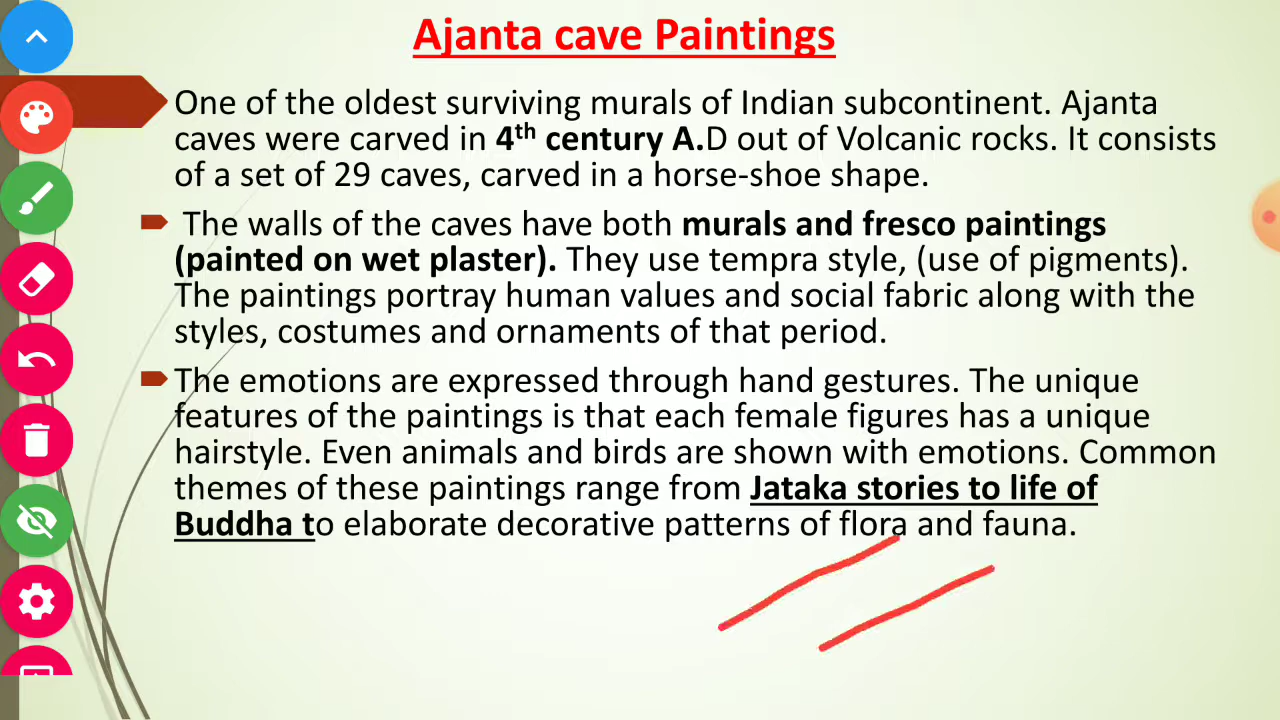 Ajanta cave Paintings
One of the oldest surviving murals of Indian subcontinent. Ajanta
caves were carved in 4th century A.D out of Volcanic rocks. It consists
of a set of 29 caves, carved in a horse-shoe shape.
The walls of the caves have both murals and fresco paintings
(painted on wet plaster). They use tempra style, (use of pigments).
The paintings portray human values and social fabric along with the
styles, costumes and ornaments of that period.
The emotions are expressed through hand gestures. The unique
features of the paintings is that each female figures has a unique
hairstyle. Even animals and birds are shown with emotions. Common
themes of these paintings range from Jataka stories to life of
Buddha to elaborate decorative patterns of flora and fauna.